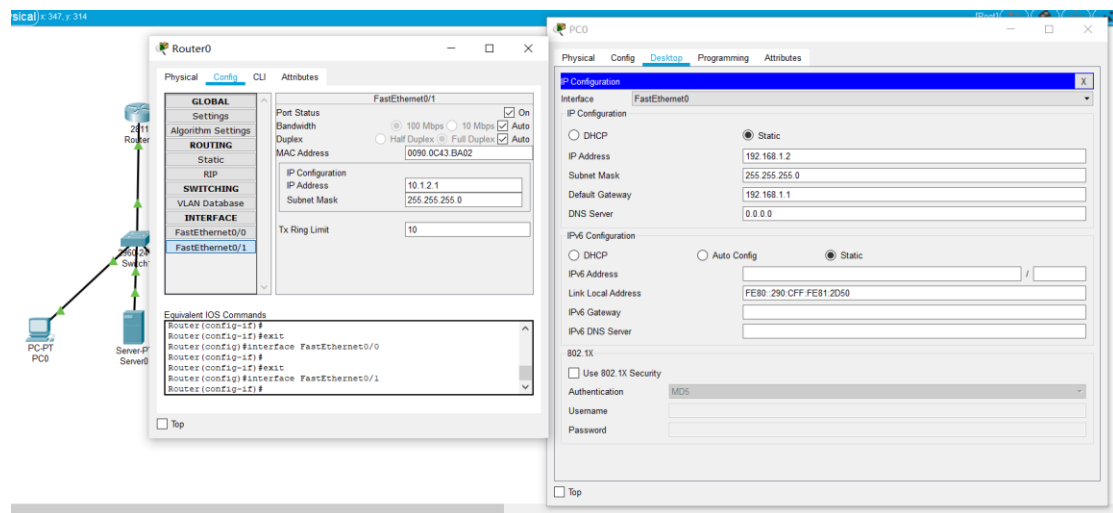 sical x: 347, y: 314
[Root]
2811
Router
2960-24
Switch
PC-PT
PC0
Server-P
Server0
Router0
Physical Config CLI Attributes
GLOBAL
Settings
Algorithm Settings
ROUTING
Static
RIP
SWITCHING
VLAN Database
INTERFACE
FastEthernet0/0
FastEthernet0/1
FastEthernet0/1
Port Status On
Bandwidth 100 Mbps 10 Mbps Auto
Duplex Half Duplex Full Duplex Auto
MAC Address 0090.0C43.BA02
IP Configuration
IP Address 10.1.2.1
Subnet Mask 255.255.255.0
Tx Ring Limit 10
Equivalent IOS Commands
Router(config-if)#
Router(config-if)#exit
Router(config)#interface FastEthernet0/0
Router(config-if)#
Router(config-if)#exit
Router(config)#interface FastEthernet0/1
Router(config-if)#
Top
PC0
Physical Config Desktop Programming Attributes
IP Configuration X
Interface FastEthernet0
IP Configuration
DHCP Static
IP Address 192.168.1.2
Subnet Mask 255.255.255.0
Default Gateway 192.168.1.1
DNS Server 0.0.0.0
IPv6 Configuration
DHCP Auto Config Static
IPv6 Address /
Link Local Address FE80::290:CFF:FE81:2D50
IPv6 Gateway
IPv6 DNS Server
802.1X
Use 802.1X Security
Authentication MD5
Username
Password
Top